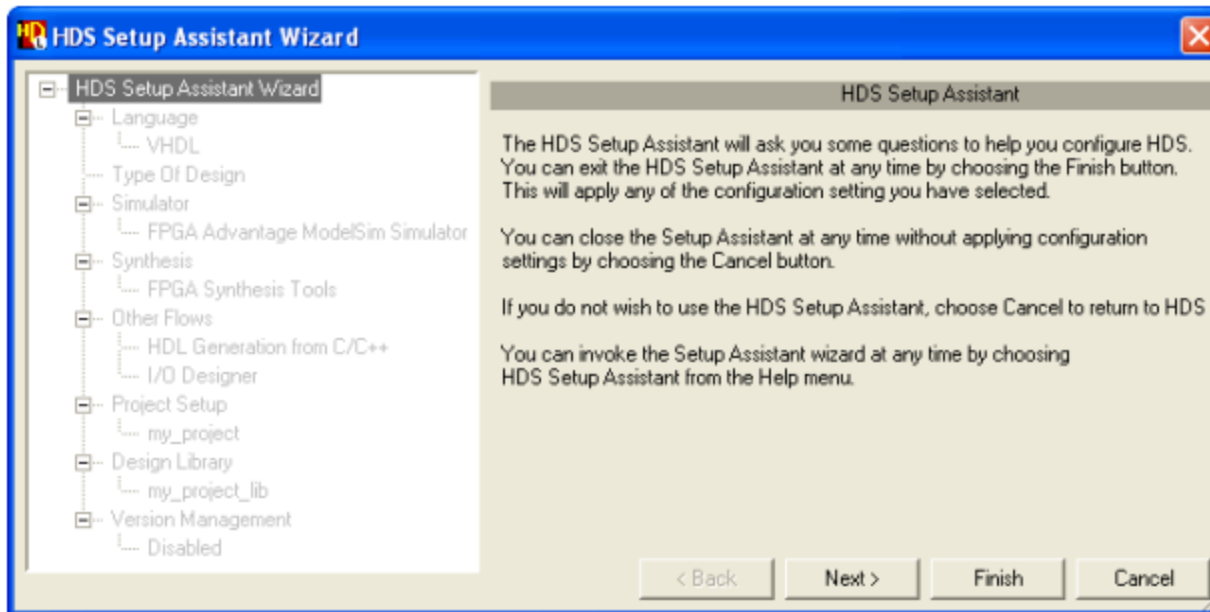 HDS Setup Assistant Wizard
HDS Setup Assistant Wizard
Language
VHDL
Type Of Design
Simulator
FPGA Advantage ModelSim Simulator
Synthesis
FPGA Synthesis Tools
Other Flows
HDL Generation from C/C++
I/O Designer
Project Setup
my_project
Design Library
my_project_lib
Version Management
Disabled
HDS Setup Assistant
The HDS Setup Assistant will ask you some questions to help you configure HDS.
You can exit the HDS Setup Assistant at any time by choosing the Finish button.
This will apply any of the configuration setting you have selected.
You can close the Setup Assistant at any time without applying configuration
settings by choosing the Cancel button.
If you do not wish to use the HDS Setup Assistant, choose Cancel to return to HDS
You can invoke the Setup Assistant wizard at any time by choosing
HDS Setup Assistant from the Help menu.
< Back Next > Finish Cancel